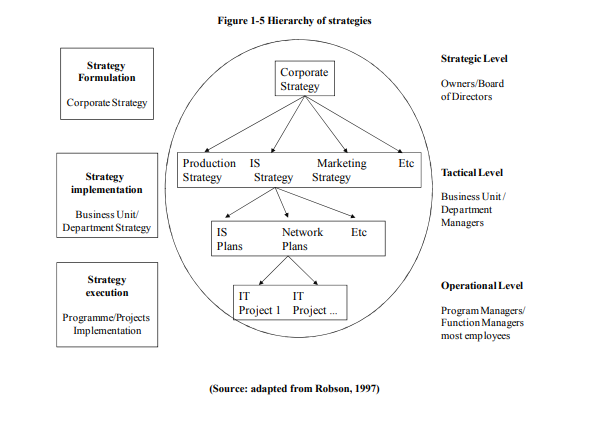 Figure 1-5 Hierarchy of strategies
Strategy
Formulation
Corporate Strategy
Corporate
Strategy
Strategic Level
Owners/Board
of Directors
Production IS Marketing Etc
Strategy Strategy Strategy
Strategy
implementation
Business Unit/
Department Strategy
Tactical Level
Business Unit /
Department
Managers
IS Network Etc
Plans Plans
Strategy
execution
Programme/Projects
Implementation
IT IT
Project 1 Project ...
Operational Level
Program Managers/
Function Managers
most employees
(Source: adapted from Robson, 1997)